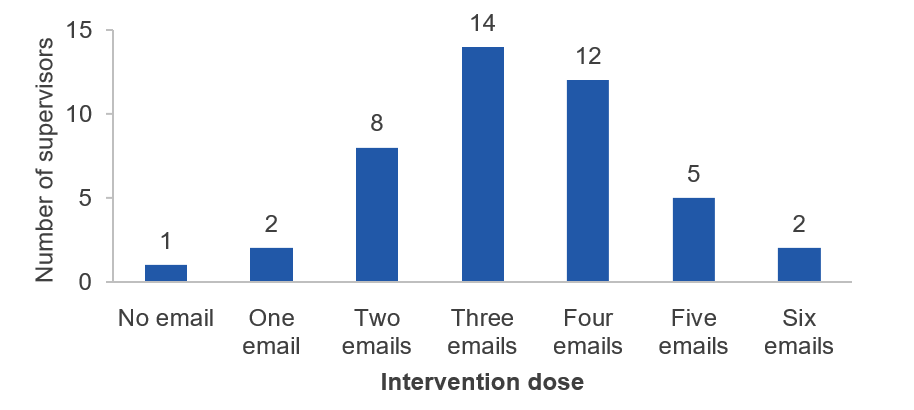 Number of supervisors
15
10
5
0
1
2
8
14
12
5
2
No email
One
email
Two
emails
Three
emails
Four
emails
Five
emails
Six
emails
Intervention dose